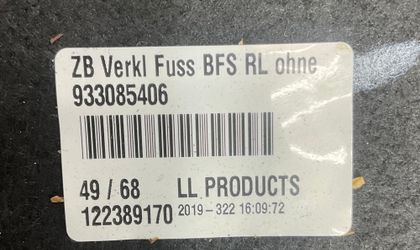 ZB Verkl Fuss BFS RL ohne
933085406
49 / 68 LL PRODUCTS
122389170 2019-322 16:09:72